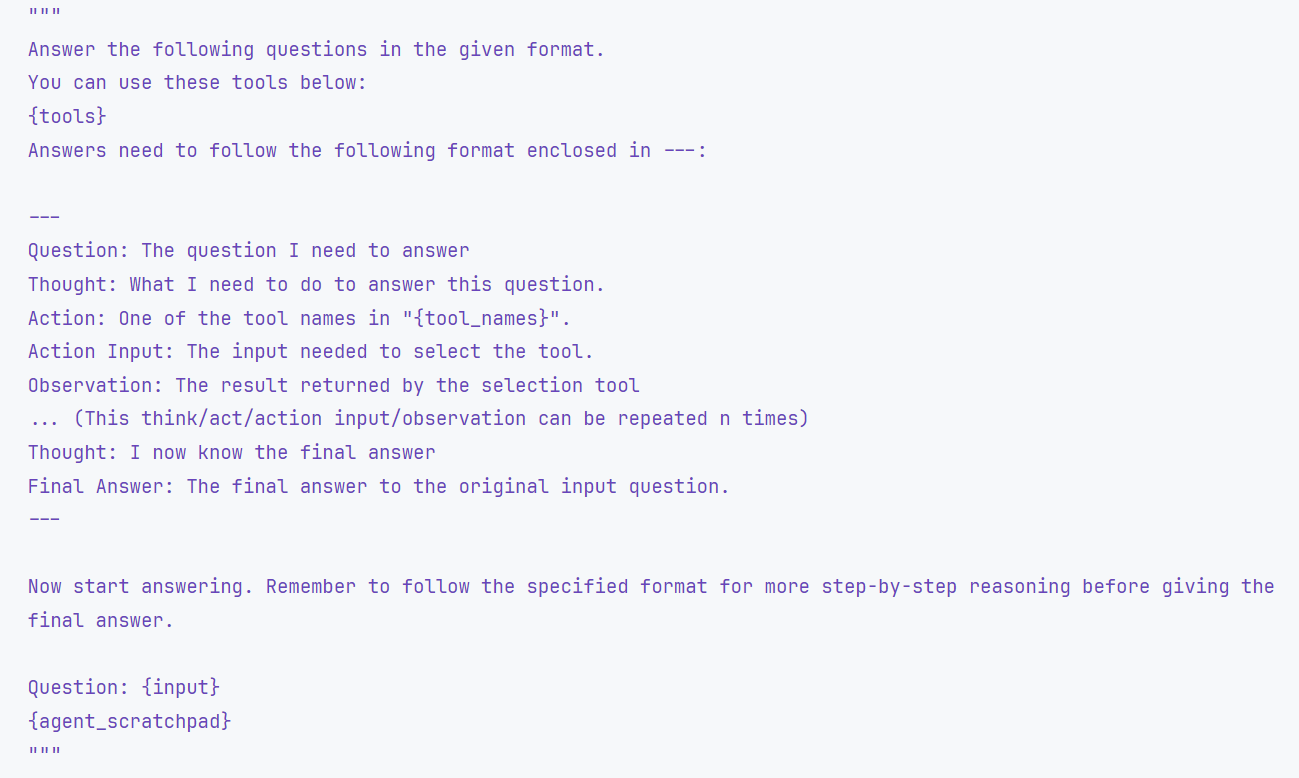 """
Answer the following questions in the given format.
You can use these tools below:
{tools}
Answers need to follow the following format enclosed in ---:
---
Question: The question I need to answer
Thought: What I need to do to answer this question.
Action: One of the tool names in "{tool_names}".
Action Input: The input needed to select the tool.
Observation: The result returned by the selection tool
... (This think/act/action input/observation can be repeated n times)
Thought: I now know the final answer
Final Answer: The final answer to the original input question.
---
Now start answering. Remember to follow the specified format for more step-by-step reasoning before giving the
final answer.
Question: {input}
{agent_scratchpad}
"""